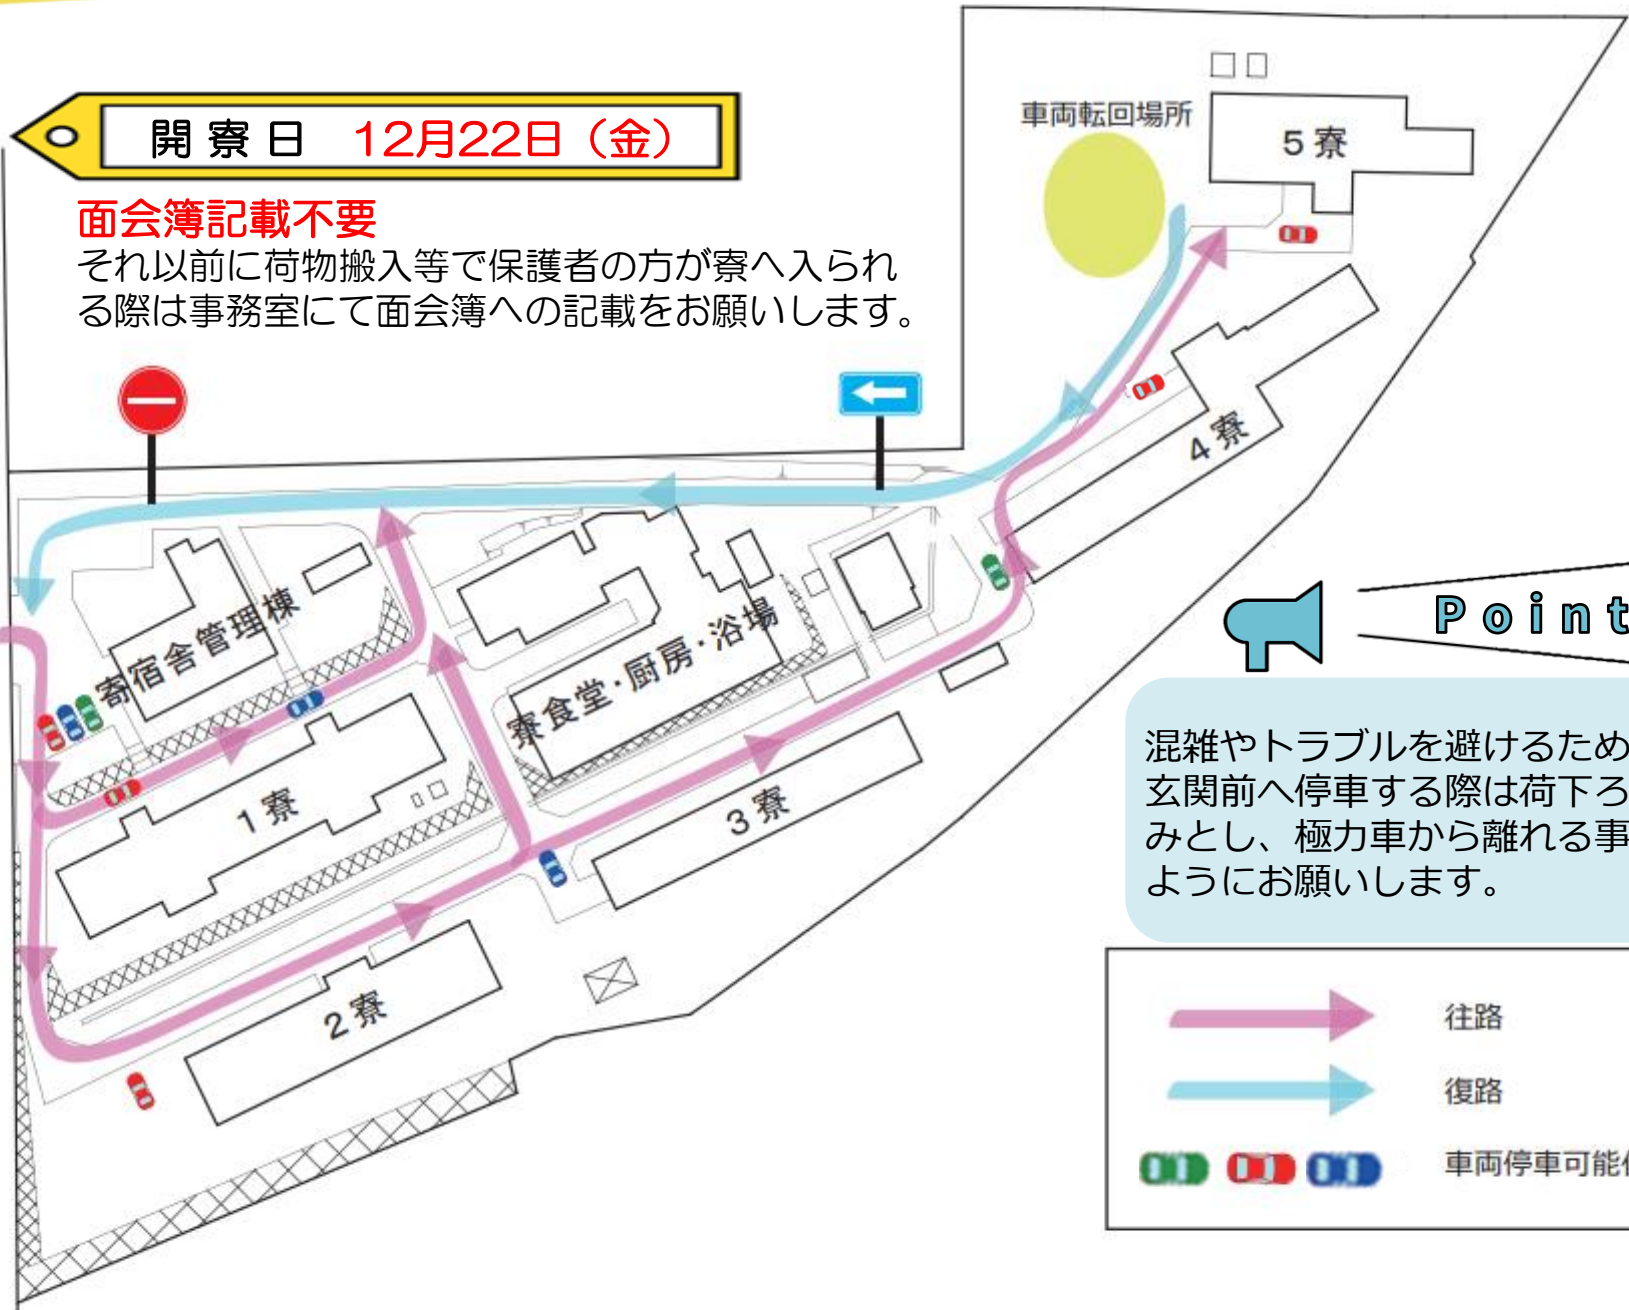 開 寮 日 12月22日（金）
面会簿記載不要
それ以前に荷物搬入等で保護者の方が寮へ入られ
る際は事務室にて面会簿への記載をお願いします。
車両転回場所
5 寮
4 寮
寄宿舎管理棟
寮食堂・厨房・浴場
1 寮
3 寮
2 寮
Point
混雑やトラブルを避けるため
玄関前へ停車する際は荷下ろ
みとし、極力車から離れる事
ようにお願いします。
往路
復路
車両停車可能